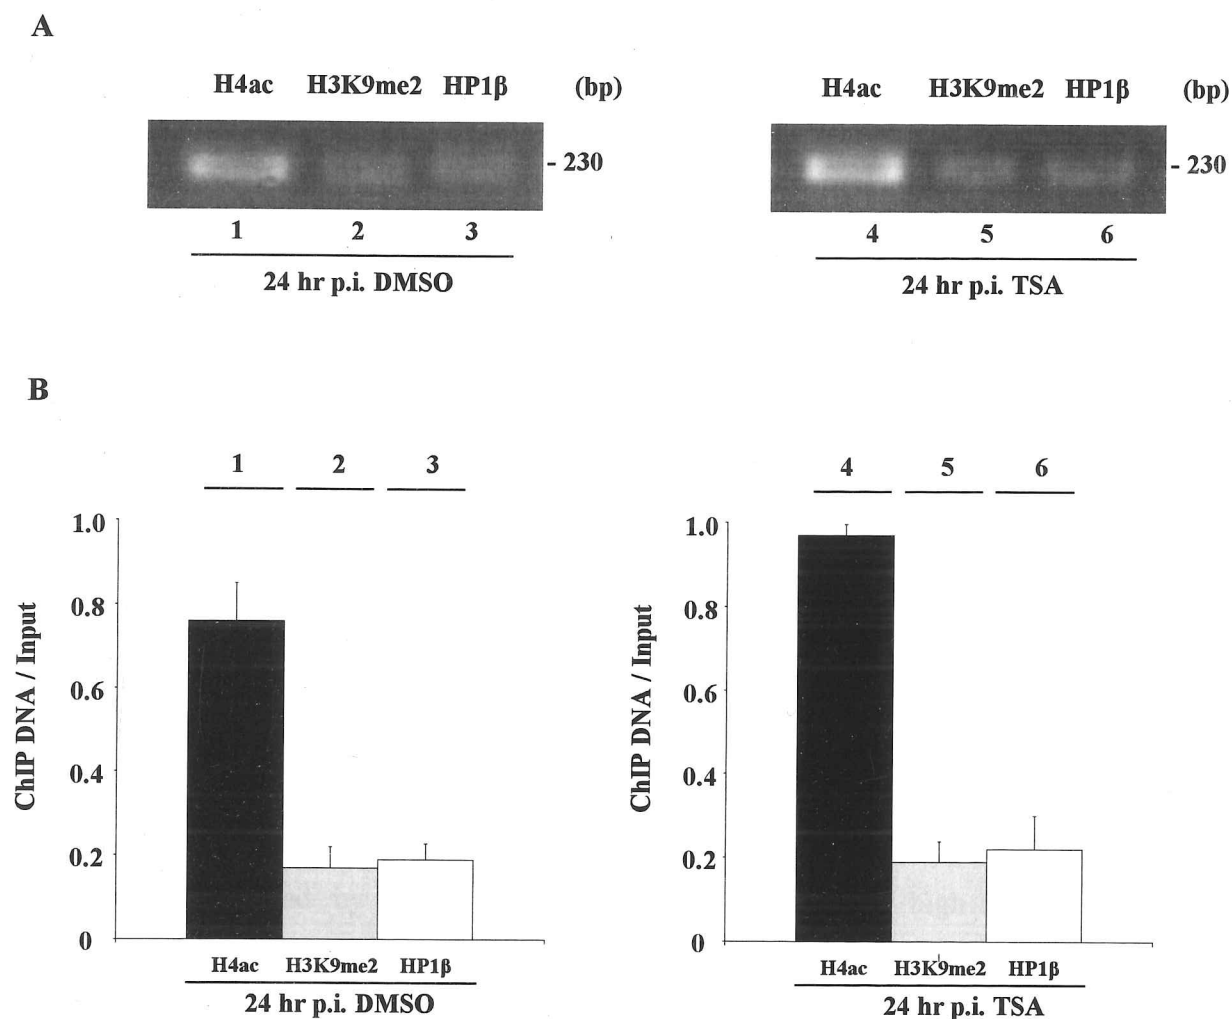 A
H4ac H3K9me2 HP1β (bp)
- 230
1 2 3
24 hr p.i. DMSO
H4ac H3K9me2 HP1β (bp)
- 230
4 5 6
24 hr p.i. TSA
B
1 2 3
1.0
0.8
0.6
0.4
0.2
0
ChIP DNA / Input
H4ac H3K9me2 HP1β
24 hr p.i. DMSO
4 5 6
1.0
0.8
0.6
0.4
0.2
0
ChIP DNA / Input
H4ac H3K9me2 HP1β
24 hr p.i. TSA